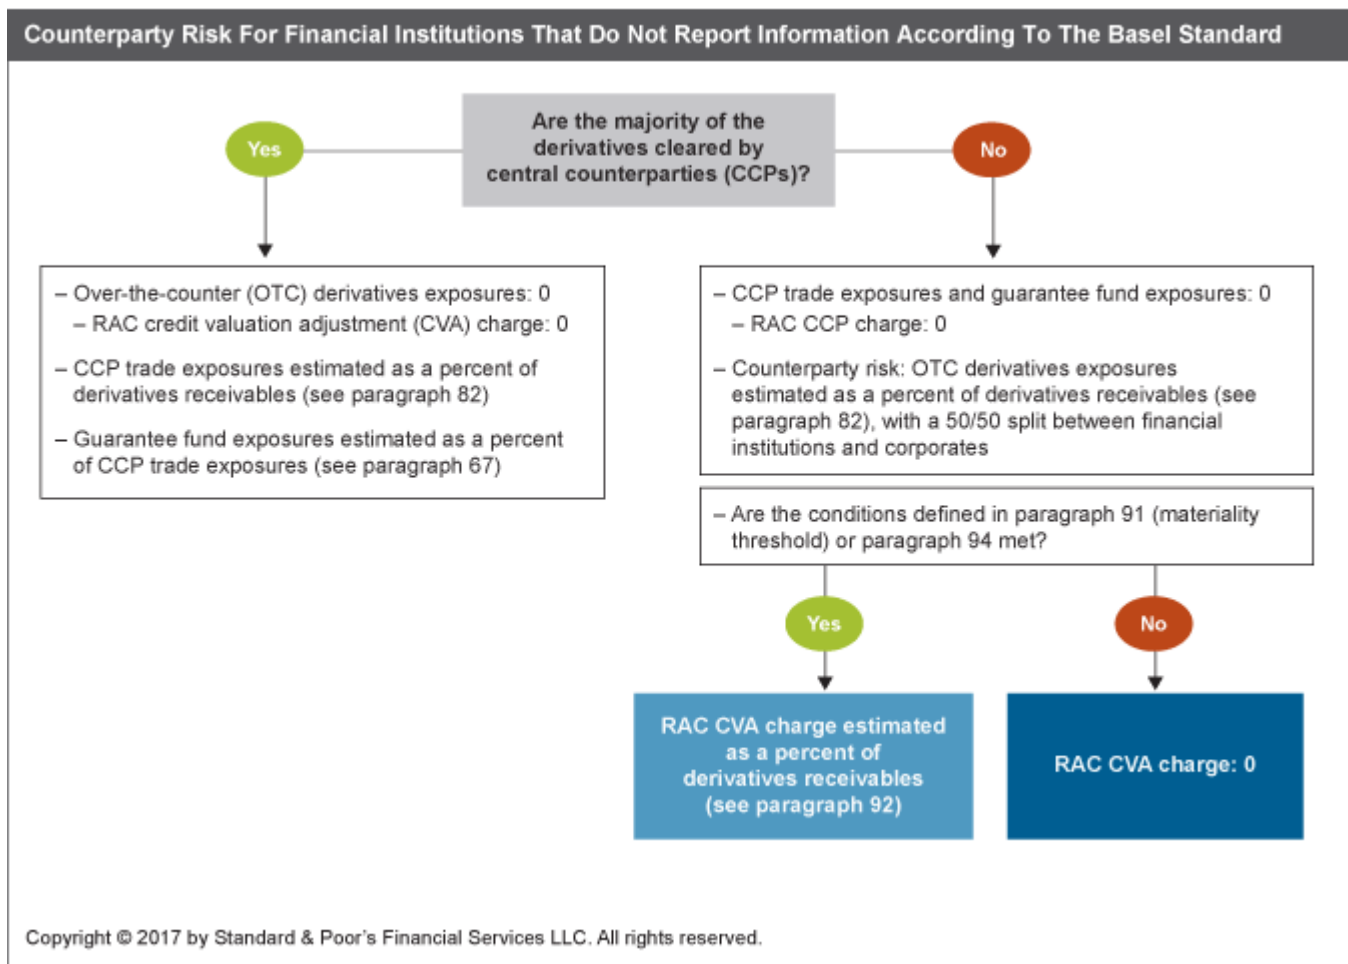 Counterparty Risk For Financial Institutions That Do Not Report Information According To The Basel Standard
Are the majority of the
derivatives cleared by
central counterparties (CCPs)?
Yes
No
– Over-the-counter (OTC) derivatives exposures: 0
– RAC credit valuation adjustment (CVA) charge: 0
– CCP trade exposures estimated as a percent of
derivatives receivables (see paragraph 82)
– Guarantee fund exposures estimated as a percent
of CCP trade exposures (see paragraph 67)
– CCP trade exposures and guarantee fund exposures: 0
– RAC CCP charge: 0
– Counterparty risk: OTC derivatives exposures
estimated as a percent of derivatives receivables (see
paragraph 82), with a 50/50 split between financial
institutions and corporates
– Are the conditions defined in paragraph 91 (materiality
threshold) or paragraph 94 met?
Yes
No
RAC CVA charge estimated
as a percent of
derivatives receivables
(see paragraph 92)
RAC CVA charge: 0
Copyright © 2017 by Standard & Poor's Financial Services LLC. All rights reserved.